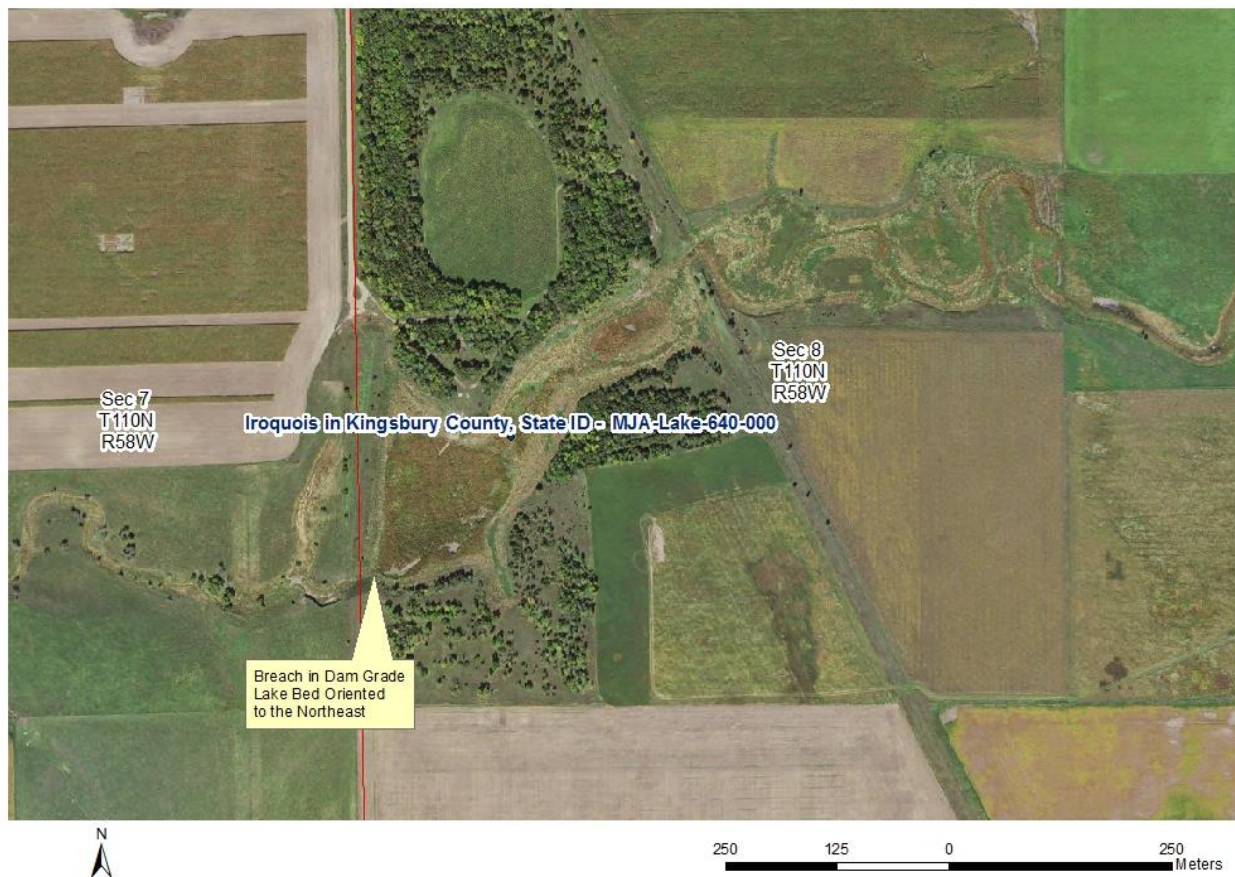 Sec 7
T110N
R58W
Sec 8
T110N
R58W
Iroquois in Kingsbury County, State ID - MJA-Lake-640-000
Breach in Dam Grade
Lake Bed Oriented
to the Northeast
N
250 125 0 250
Meters